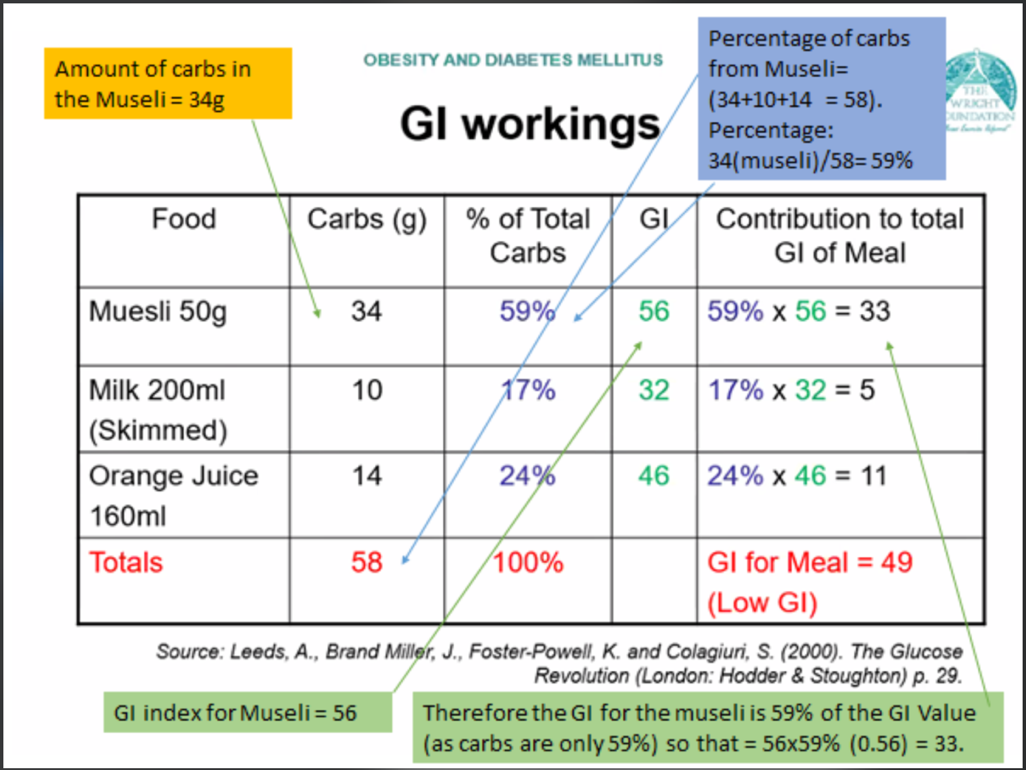 Amount of carbs in
the Museli = 34g
OBESITY AND DIABETES MELLITUS
GI workings
Percentage of carbs
from Museli=
(34+10+14 = 58).
Percentage:
34(museli)/58= 59%
THE
WRIGHT
FOUNDATION
Food Carbs (g) % of Total Carbs GI Contribution to total GI of Meal
Muesli 50g 34 59% 56 59% x 56 = 33
Milk 200ml (Skimmed) 10 17% 32 17% x 32 = 5
Orange Juice 160ml 14 24% 46 24% x 46 = 11
Totals 58 100% GI for Meal = 49 (Low GI)
Source: Leeds, A., Brand Miller, J., Foster-Powell, K. and Colagiuri, S. (2000). The Glucose
Revolution (London: Hodder & Stoughton) p. 29.
GI index for Museli = 56
Therefore the GI for the museli is 59% of the GI Value
(as carbs are only 59%) so that = 56x59% (0.56) = 33.